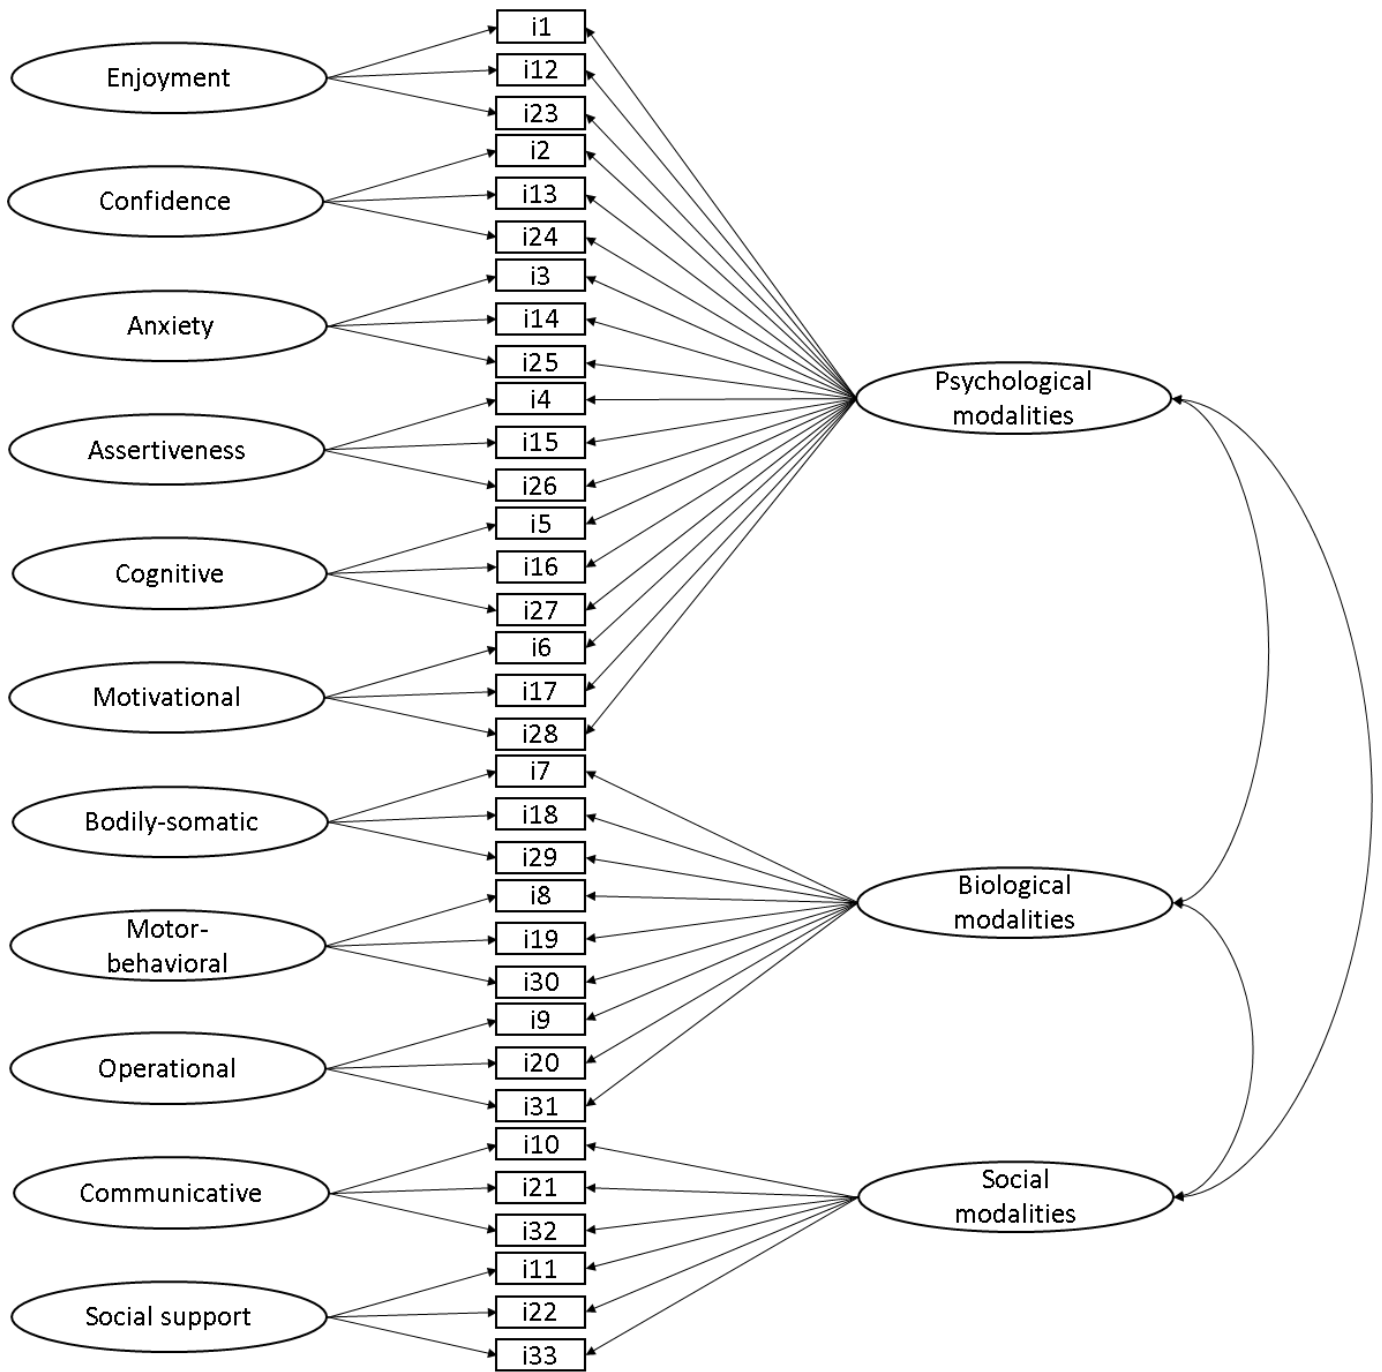 Enjoyment
i1
i12
i23
Confidence
i2
i13
i24
Anxiety
i3
i14
i25
Assertiveness
i4
i15
i26
Cognitive
i5
i16
i27
Motivational
i6
i17
i28
Bodily-somatic
i7
i18
i29
Motor-
behavioral
i8
i19
i30
Operational
i9
i20
i31
Communicative
i10
i21
i32
Social support
i11
i22
i33
Psychological
modalities
Biological
modalities
Social
modalities